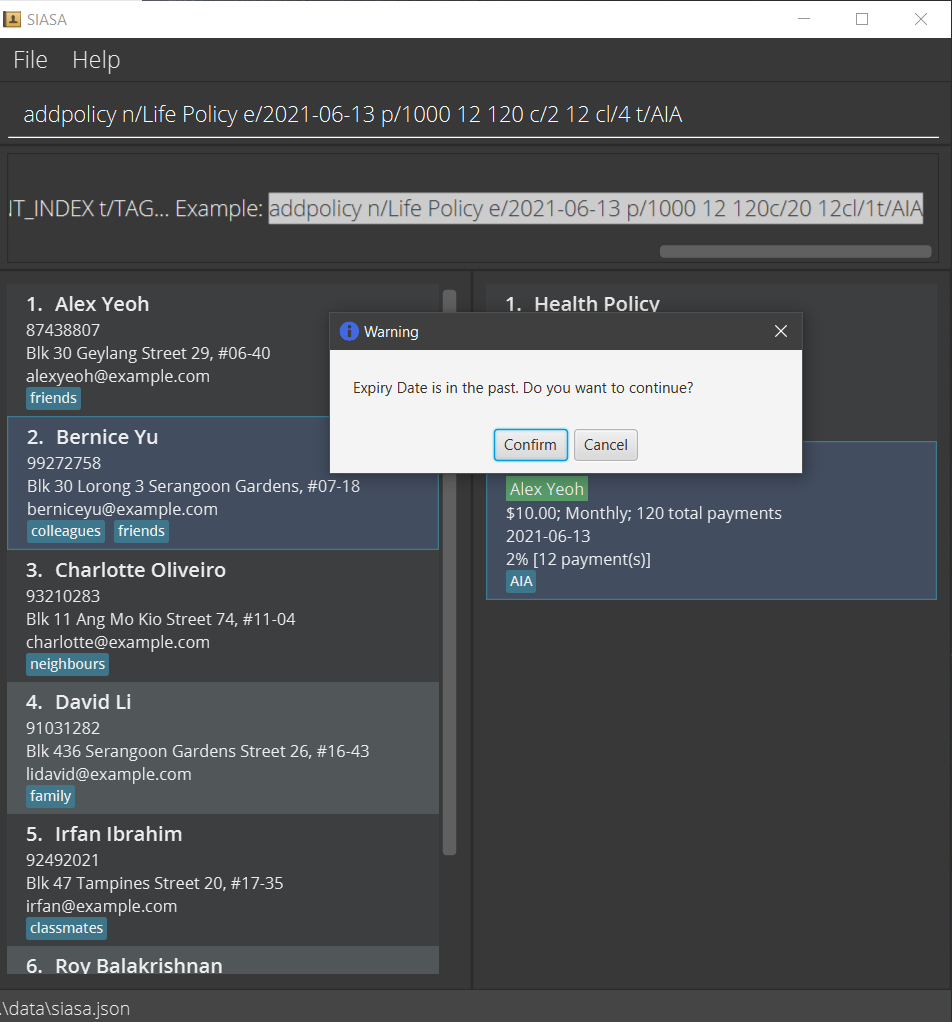 SIASA
File Help
addpolicy n/Life Policy e/2021-06-13 p/1000 12 120 c/2 12 cl/4 t/AIA
NT_INDEX t/TAG... Example: addpolicy n/Life Policy e/2021-06-13 p/1000 12 120c/20 12cl/1t/AIA
1. Alex Yeoh
87438807
Blk 30 Geylang Street 29, #06-40
alexyeoh@example.com
friends
2. Bernice Yu
99272758
Blk 30 Lorong 3 Serangoon Gardens, #07-18
berniceyu@example.com
colleagues friends
3. Charlotte Oliveiro
93210283
Blk 11 Ang Mo Kio Street 74, #11-04
charlotte@example.com
neighbours
4. David Li
91031282
Blk 436 Serangoon Gardens Street 26, #16-43
lidavid@example.com
family
5. Irfan Ibrahim
92492021
Blk 47 Tampines Street 20, #17-35
irfan@example.com
classmates
6. Roy Balakrishnan
1. Health Policy
Warning
Expiry Date is in the past. Do you want to continue?
Confirm Cancel
Alex Yeoh
$10.00; Monthly; 120 total payments
2021-06-13
2% [12 payment(s)]
AIA
.\data\siasa.json